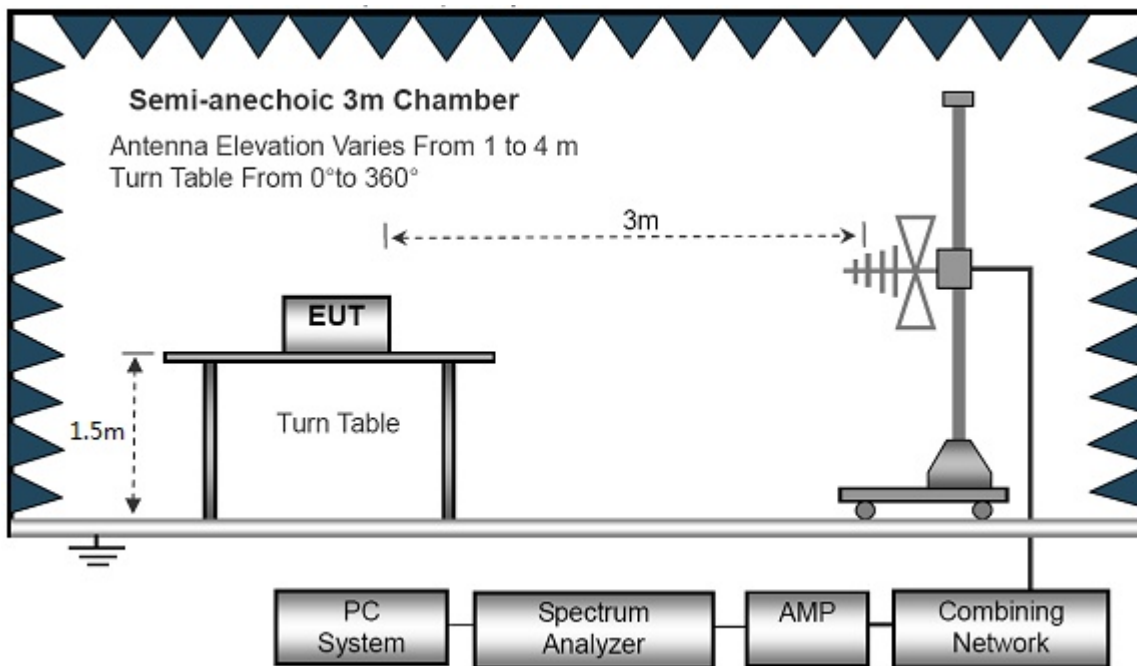 Semi-anechoic 3m Chamber
Antenna Elevation Varies From 1 to 4 m
Turn Table From 0°to 360°
3m
EUT
1.5m
Turn Table
PC
System
Spectrum
Analyzer
AMP
Combining
Network